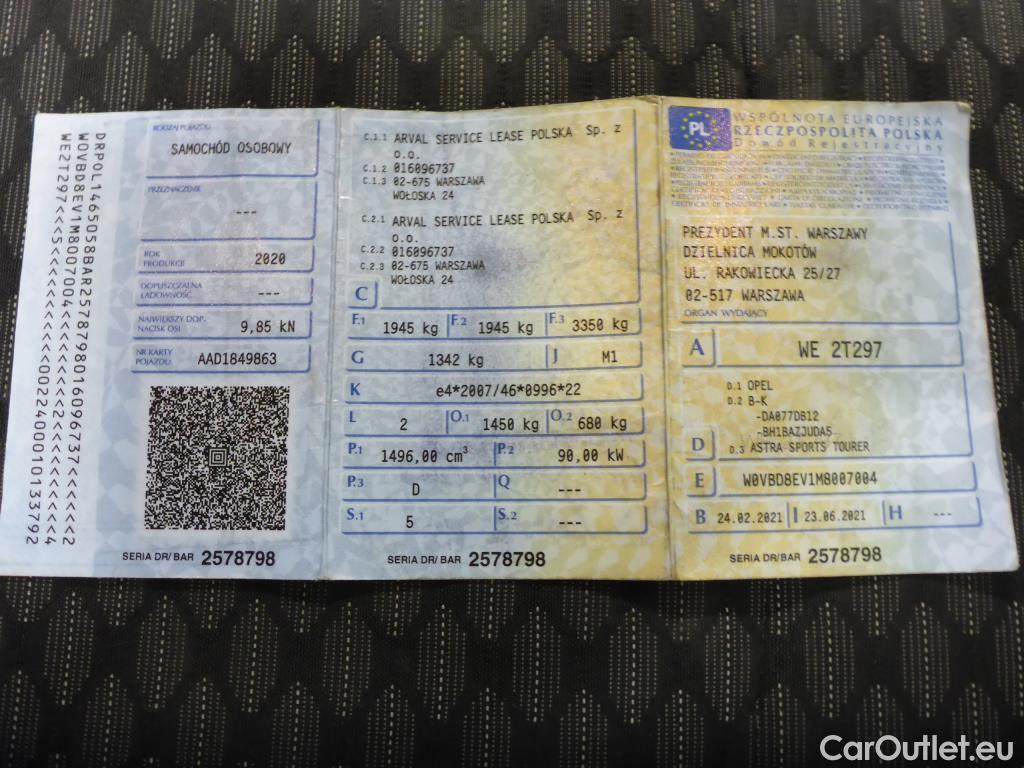 DRPOL1465058BAR2578798016096737<<<<<<2
W0VBD8EV1M8007004<<<<<<<<<<<<
WE2T297<<<5<<<<<<<<<<<
RODZAJ POJAZDU
SAMOCHÓD OSOBOWY
PRZEZNACZENIE
---
ROK PRODUKCJI 2020
DOPUSZCZALNA ŁADOWNOŚĆ ---
NAJWIĘKSZY DOP. NACISK OSI 9,85 kN
NR KARTY POJAZDU AAD1849863
SERIA DR/BAR 2578798
C.1.1 ARVAL SERVICE LEASE POLSKA Sp. z
o.o.
C.1.2 016096737
C.1.3 02-675 WARSZAWA
WOŁOSKA 24
C.2.1 ARVAL SERVICE LEASE POLSKA Sp. z
o.o.
C.2.2 016096737
C.2.3 02-675 WARSZAWA
WOŁOSKA 24
C
F.1 1945 kg F.2 1945 kg F.3 3350 kg
G 1342 kg J M1
K e4*2007/46*0996*22
L 2 O.1 1450 kg O.2 680 kg
P.1 1496,00 cm³ P.2 90,00 kW
P.3 D Q ---
S.1 5 S.2 ---
SERIA DR/BAR 2578798
PL WSPÓLNOTA EUROPEJSKA
RZECZPOSPOLITA POLSKA
Dowód Rejestracyjny
PREZYDENT M.ST. WARSZAWY
DZIELNICA MOKOTÓW
UL. RAKOWIECKA 25/27
02-517 WARSZAWA
ORGAN WYDAJĄCY
A WE 2T297
D.1 OPEL
D.2 B-K
-DA077DB12
-BH1BAZJUDA5-
D D.3 ASTRA SPORTS TOURER
E W0VBD8EV1M8007004
B 24.02.2021 I 23.06.2021 H ---
SERIA DR/BAR 2578798
CarOutlet.eu